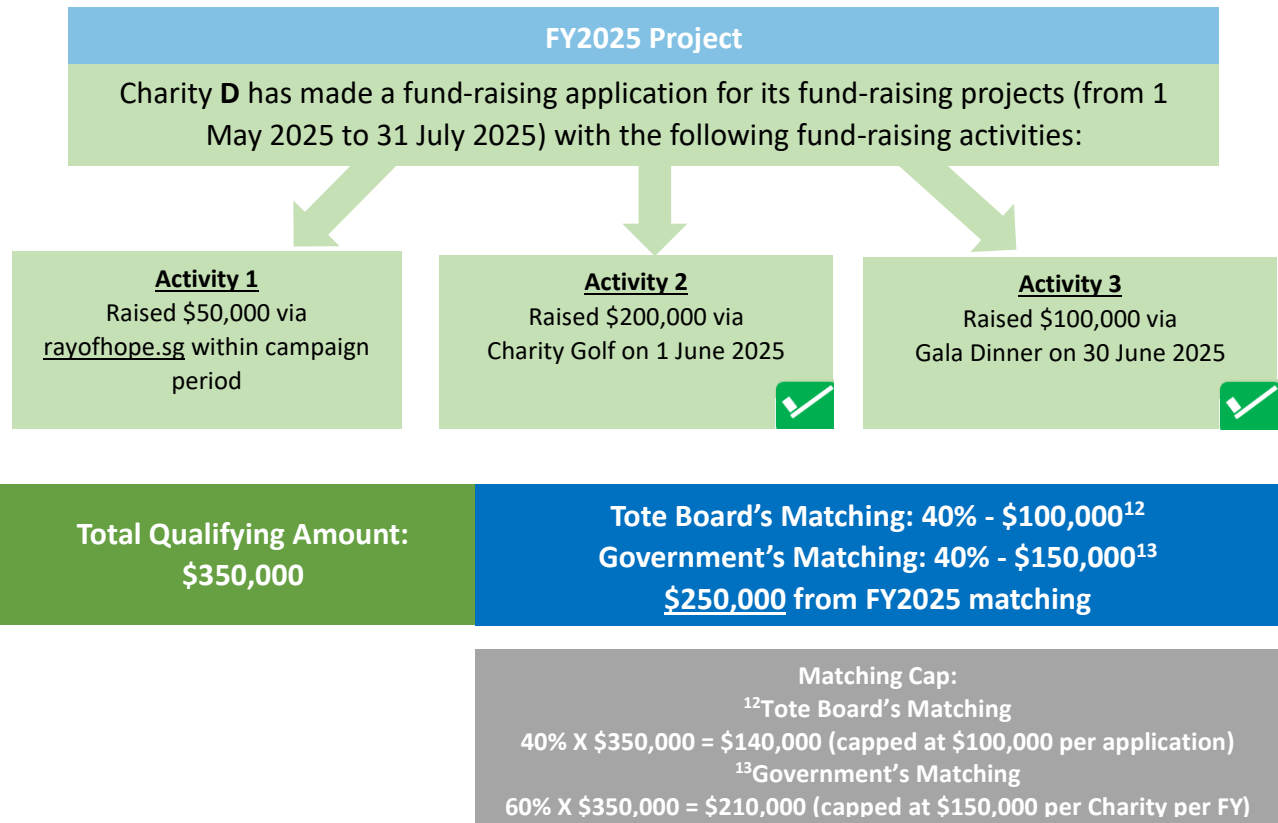 FY2025 Project
Charity D has made a fund-raising application for its fund-raising projects (from 1
May 2025 to 31 July 2025) with the following fund-raising activities:
Activity 1
Raised $50,000 via
rayofhope.sg within campaign
period
Activity 2
Raised $200,000 via
Charity Golf on 1 June 2025
Activity 3
Raised $100,000 via
Gala Dinner on 30 June 2025
Total Qualifying Amount:
$350,000
Tote Board’s Matching: 40% - $100,000¹²
Government’s Matching: 40% - $150,000¹³
$250,000 from FY2025 matching
Matching Cap:
¹²Tote Board’s Matching
40% X $350,000 = $140,000 (capped at $100,000 per application)
¹³Government’s Matching
60% X $350,000 = $210,000 (capped at $150,000 per Charity per FY)